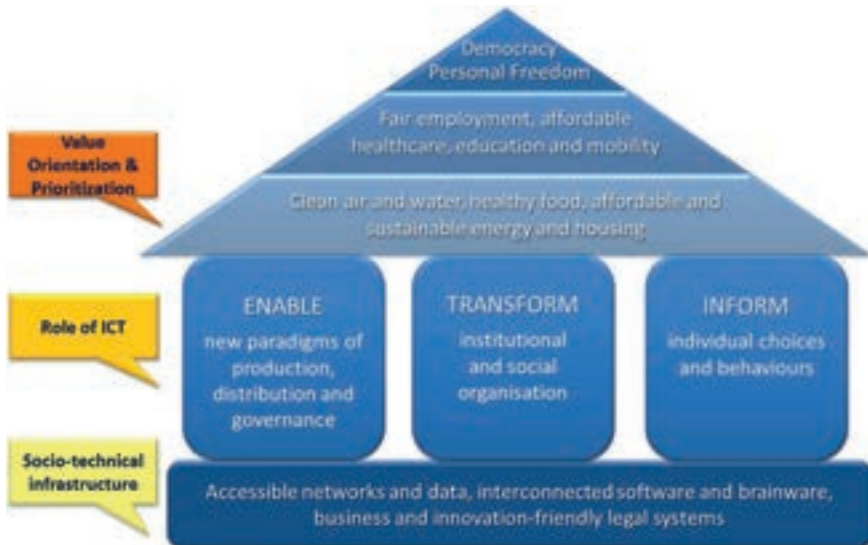 Democracy
Personal Freedom
Fair employment, affordable
healthcare, education and mobility
Value
Orientation &
Prioritization
Clean air and water, healthy food, affordable and
sustainable energy and housing
Role of ICT
ENABLE
new paradigms of
production,
distribution and
governance
TRANSFORM
institutional
and social
organisation
INFORM
individual choices
and behaviours
Socio-technical
infrastructure
Accessible networks and data, interconnected software and brainware,
business and innovation-friendly legal systems